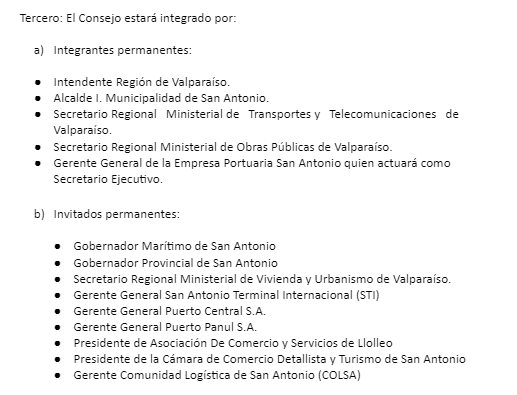 Tercero: El Consejo estará integrado por:
a) Integrantes permanentes:
● Intendente Región de Valparaíso.
● Alcalde I. Municipalidad de San Antonio.
● Secretario Regional Ministerial de Transportes y Telecomunicaciones de
Valparaíso.
● Secretario Regional Ministerial de Obras Públicas de Valparaíso.
● Gerente General de la Empresa Portuaria San Antonio quien actuará como
Secretario Ejecutivo.
b) Invitados permanentes:
● Gobernador Marítimo de San Antonio
● Gobernador Provincial de San Antonio
● Secretario Regional Ministerial de Vivienda y Urbanismo de Valparaíso.
● Gerente General San Antonio Terminal Internacional (STI)
● Gerente General Puerto Central S.A.
● Gerente General Puerto Panul S.A.
● Presidente de Asociación De Comercio y Servicios de Llolleo
● Presidente de la Cámara de Comercio Detallista y Turismo de San Antonio
● Gerente Comunidad Logística de San Antonio (COLSA)